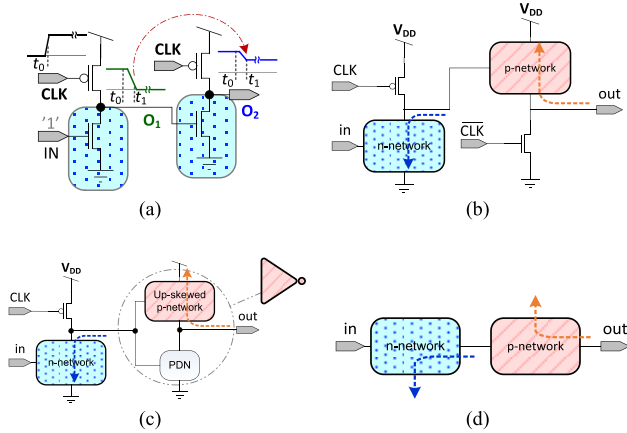 t0
CLK
'1'
IN
t0 t1
O1
CLK
t0 t1
O2
(a)
VDD
VDD
CLK
p-network
in
n-network
out
CLK
(b)
VDD
CLK
in
n-network
Up-skewed
p-network
out
PDN
(c)
in
n-network
p-network
out
(d)